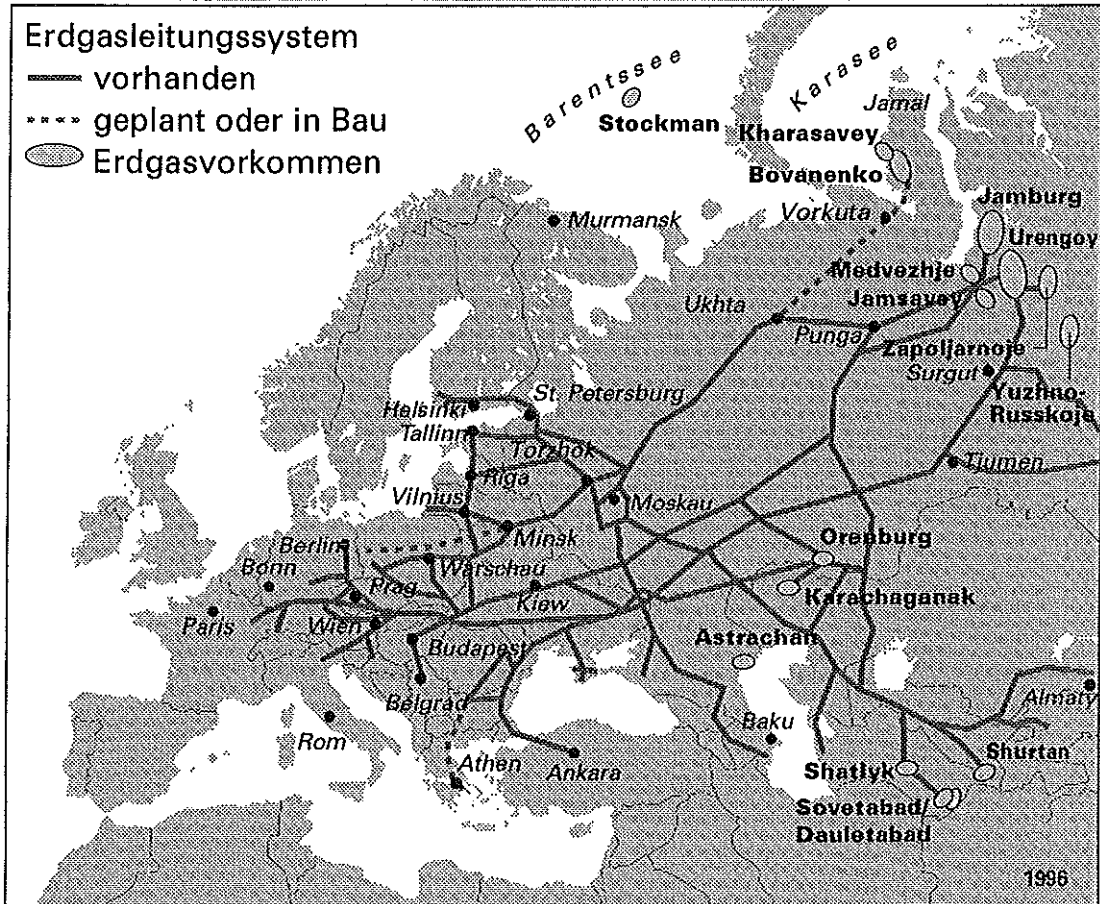 Erdgasleitungssystem
vorhanden
geplant oder in Bau
Erdgasvorkommen
Barentssee
Karasee
Jamal
Stockman
Kharasavey
Bovanenko
Murmansk
Vorkuta
Jamburg
Urengoy
Medvezhje
Jamsavey
Ukhta
Punga
Zapoljarnoje
Surgut
Yuzhno-
Russkoje
St. Petersburg
Helsinki
Tallinn
Torzhok
Riga
Tjumen
Vilnius
Moskau
Minsk
Orenburg
Berlin
Bonn
Warschau
Prag
Kiew
Karachaganak
Paris
Wien
Astrachan
Budapest
Belgrad
Almaty
Baku
Rom
Athen
Ankara
Shatlyk
Shurtan
Sovetabad/
Dauletabad
1996